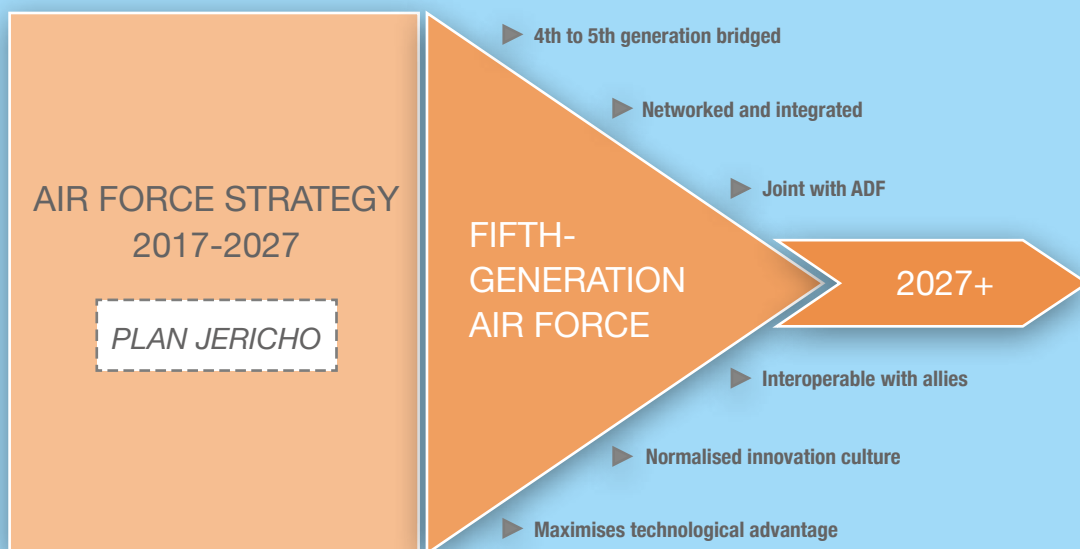 AIR FORCE STRATEGY
2017-2027
PLAN JERICHO
FIFTH-
GENERATION
AIR FORCE
4th to 5th generation bridged
Networked and integrated
Joint with ADF
2027+
Interoperable with allies
Normalised innovation culture
Maximises technological advantage